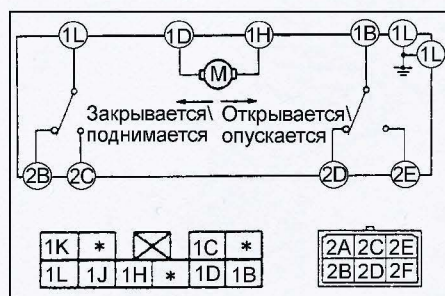 1L 1D 1H 1B 1L
1L
M
Закрывается\ Открывается\
поднимается опускается
2B 2C 2D 2E
1K * 1C *
1L 1J 1H * 1D 1B
2A 2C 2E
2B 2D 2F